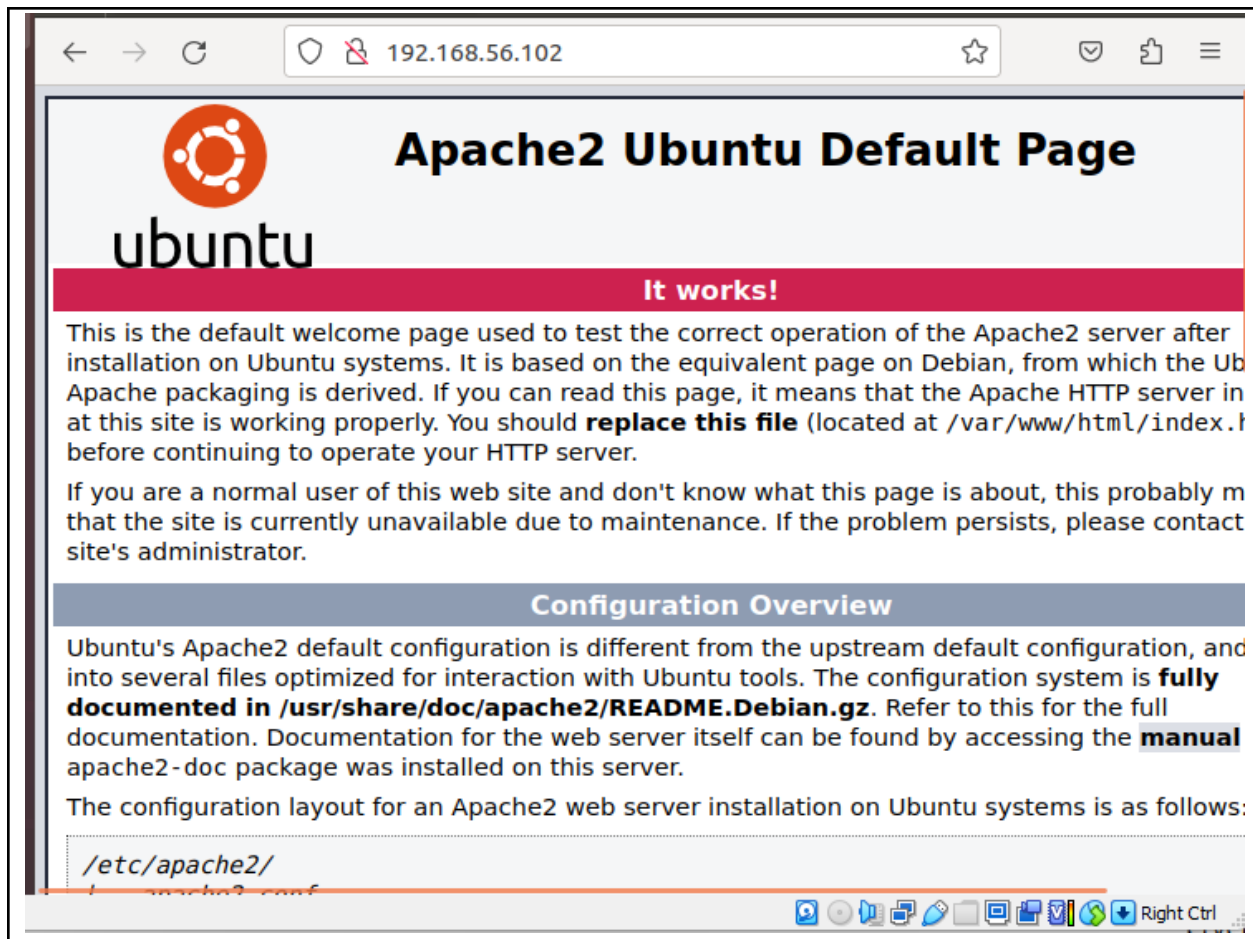 192.168.56.102
Apache2 Ubuntu Default Page
ubuntu
It works!
This is the default welcome page used to test the correct operation of the Apache2 server after
installation on Ubuntu systems. It is based on the equivalent page on Debian, from which the Ub
Apache packaging is derived. If you can read this page, it means that the Apache HTTP server in
at this site is working properly. You should replace this file (located at /var/www/html/index.h
before continuing to operate your HTTP server.
If you are a normal user of this web site and don't know what this page is about, this probably m
that the site is currently unavailable due to maintenance. If the problem persists, please contact
site's administrator.
Configuration Overview
Ubuntu's Apache2 default configuration is different from the upstream default configuration, and
into several files optimized for interaction with Ubuntu tools. The configuration system is fully
documented in /usr/share/doc/apache2/README.Debian.gz. Refer to this for the full
documentation. Documentation for the web server itself can be found by accessing the manual
apache2-doc package was installed on this server.
The configuration layout for an Apache2 web server installation on Ubuntu systems is as follows:
/etc/apache2/
apache2.conf
Right Ctrl